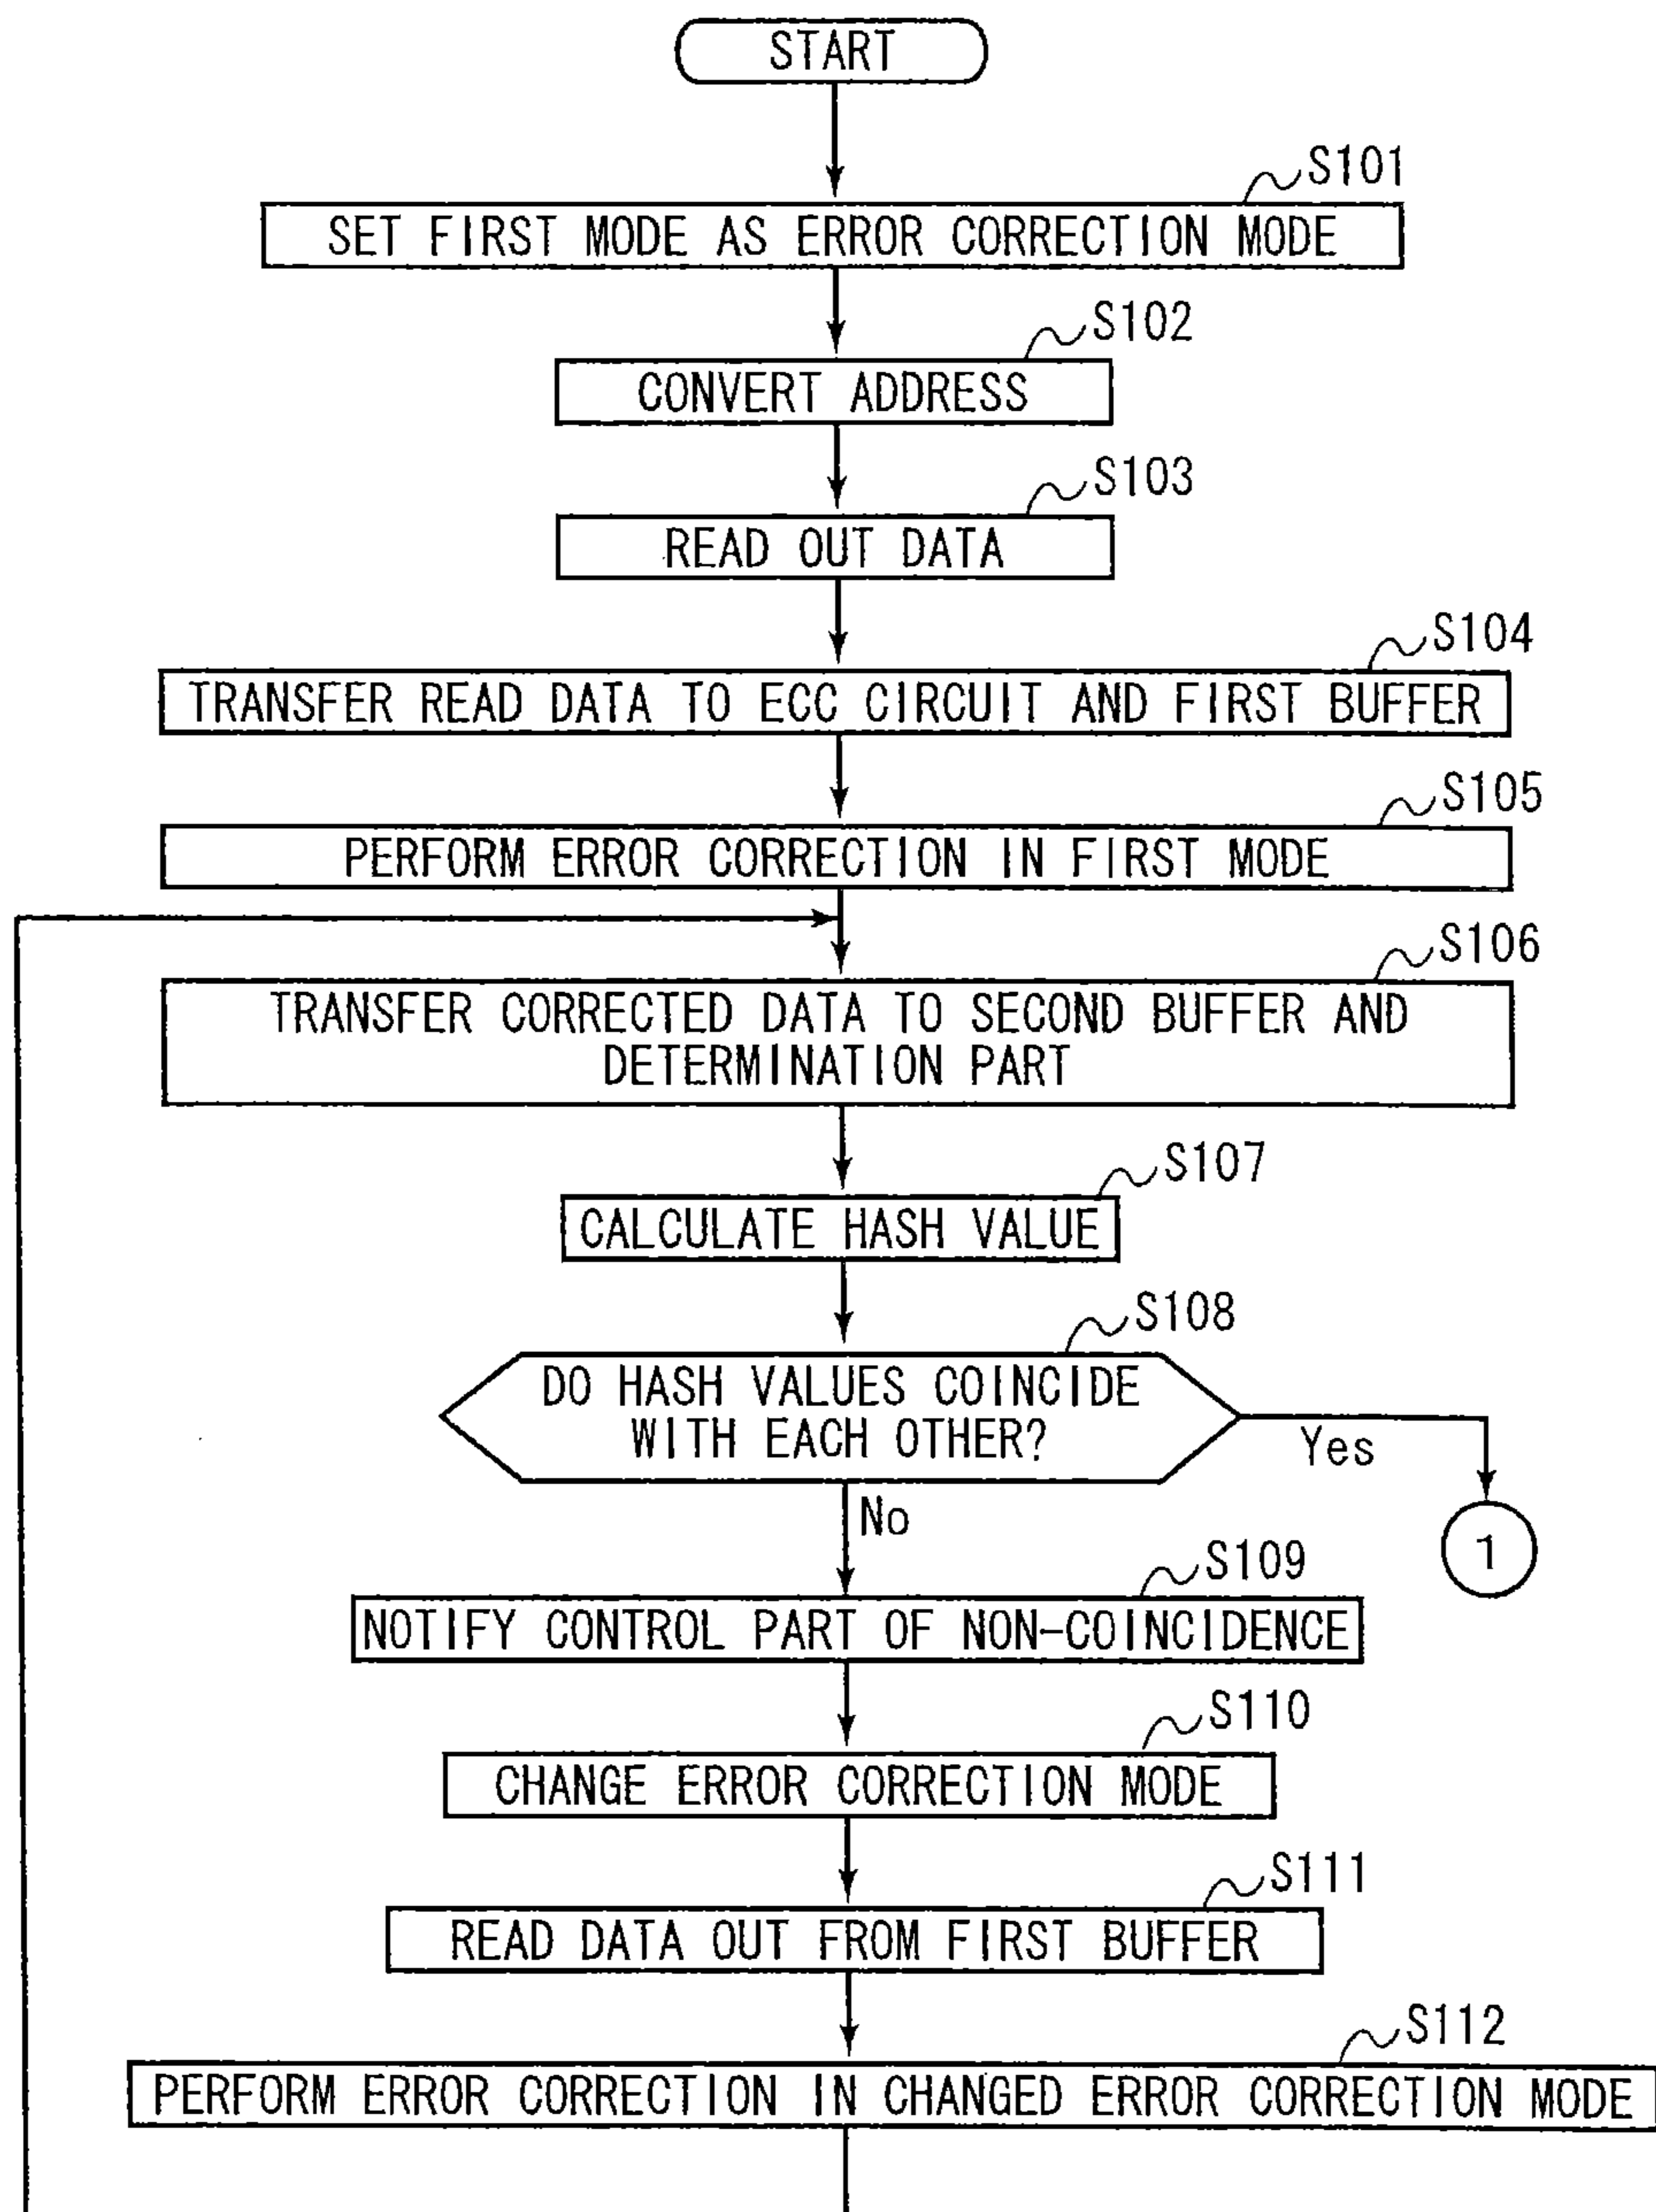 START
S101
SET FIRST MODE AS ERROR CORRECTION MODE
S102
CONVERT ADDRESS
S103
READ OUT DATA
S104
TRANSFER READ DATA TO ECC CIRCUIT AND FIRST BUFFER
S105
PERFORM ERROR CORRECTION IN FIRST MODE
S106
TRANSFER CORRECTED DATA TO SECOND BUFFER AND
DETERMINATION PART
S107
CALCULATE HASH VALUE
S108
DO HASH VALUES COINCIDE
WITH EACH OTHER?
Yes
No
1
S109
NOTIFY CONTROL PART OF NON-COINCIDENCE
S110
CHANGE ERROR CORRECTION MODE
S111
READ DATA OUT FROM FIRST BUFFER
S112
PERFORM ERROR CORRECTION IN CHANGED ERROR CORRECTION MODE